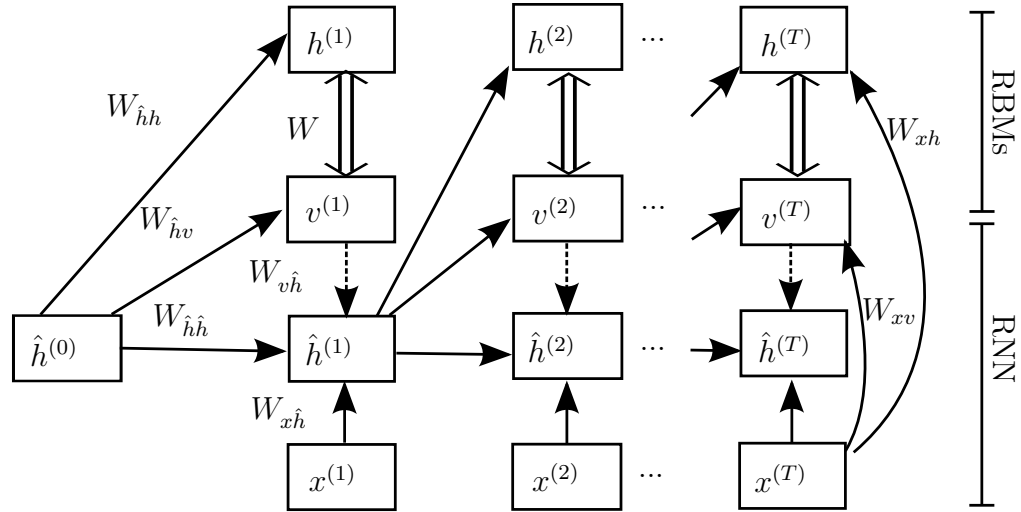 h^(1) h^(2) ... h^(T)
W_ĥh W W_xh RBMs
v^(1) v^(2) ... v^(T)
W_ĥv
W_vĥ
W_ĥĥ W_xv
ĥ^(0) ĥ^(1) ĥ^(2) ... ĥ^(T) RNN
W_xĥ
x^(1) x^(2) ... x^(T)